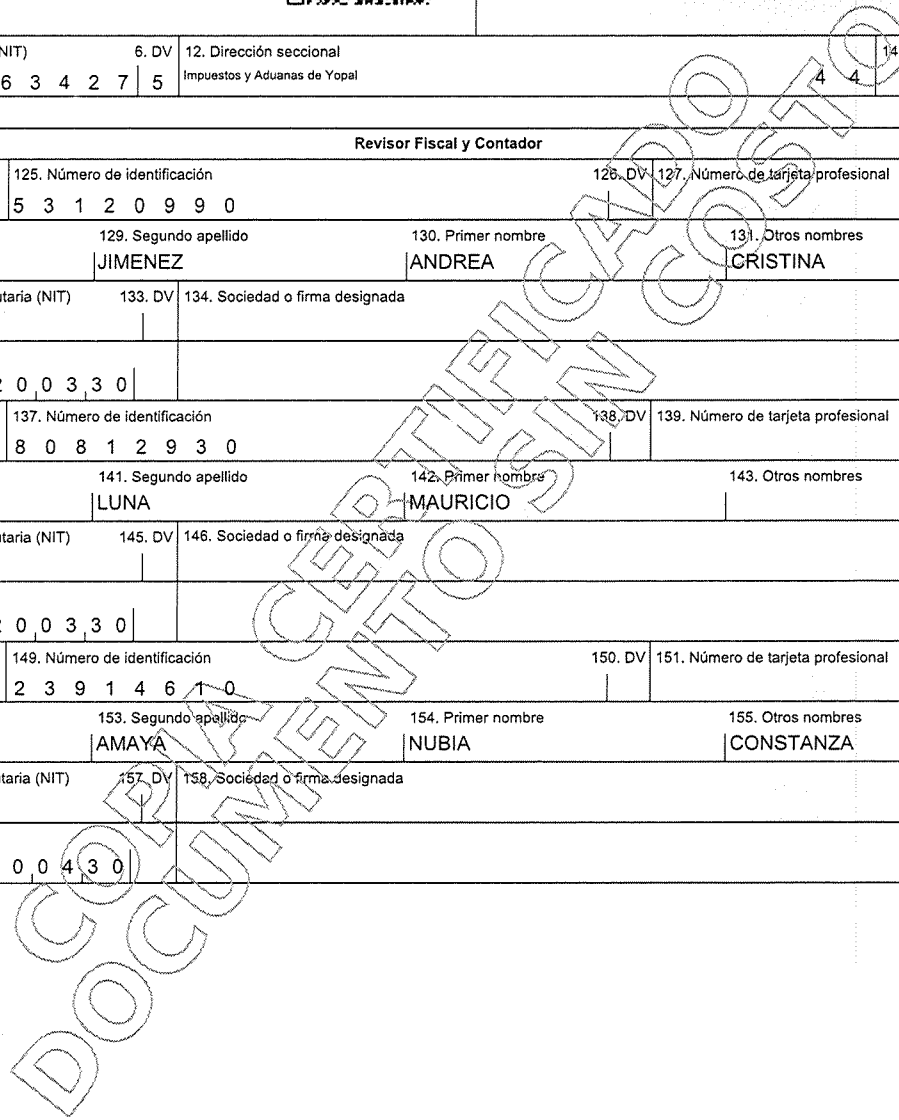 NIT) 6. DV 12. Dirección seccional 14
6 3 4 2 7 5 Impuestos y Aduanas de Yopal 4 4
Revisor Fiscal y Contador
125. Número de identificación 126. DV 127. Número de tarjeta profesional
5 3 1 2 0 9 9 0
129. Segundo apellido 130. Primer nombre 131. Otros nombres
JIMENEZ ANDREA CRISTINA
utaria (NIT) 133. DV 134. Sociedad o firma designada
2 0 0 3 3 0
137. Número de identificación 138. DV 139. Número de tarjeta profesional
8 0 8 1 2 9 3 0
141. Segundo apellido 142. Primer nombre 143. Otros nombres
LUNA MAURICIO
utaria (NIT) 145. DV 146. Sociedad o firma designada
2 0 0 3 3 0
149. Número de identificación 150. DV 151. Número de tarjeta profesional
2 3 9 1 4 6 1 0
153. Segundo apellido 154. Primer nombre 155. Otros nombres
AMAYA NUBIA CONSTANZA
utaria (NIT) 157. DV 158. Sociedad o firma designada
0 0 4 3 0
COPIA CERTIFICADO
DOCUMENTO SIN COSTO